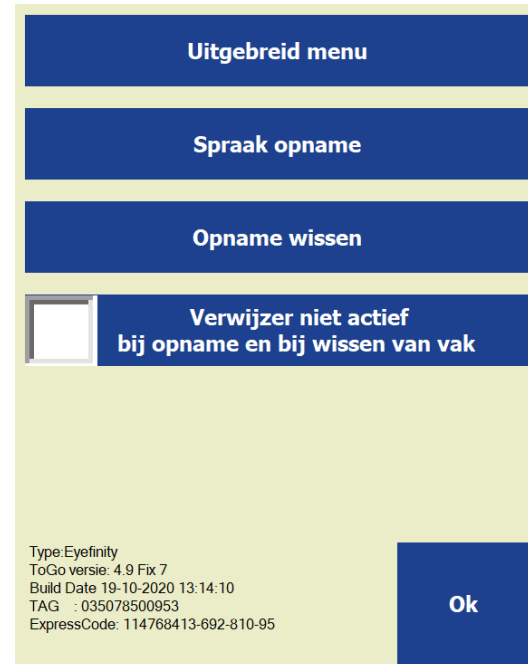 Uitgebreid menu
Spraak opname
Opname wissen
Verwijzer niet actief
bij opname en bij wissen van vak
Type:Eyefinity
ToGo versie: 4.9 Fix 7
Build Date 19-10-2020 13:14:10
TAG : 035078500953
ExpressCode: 114768413-692-810-95
Ok